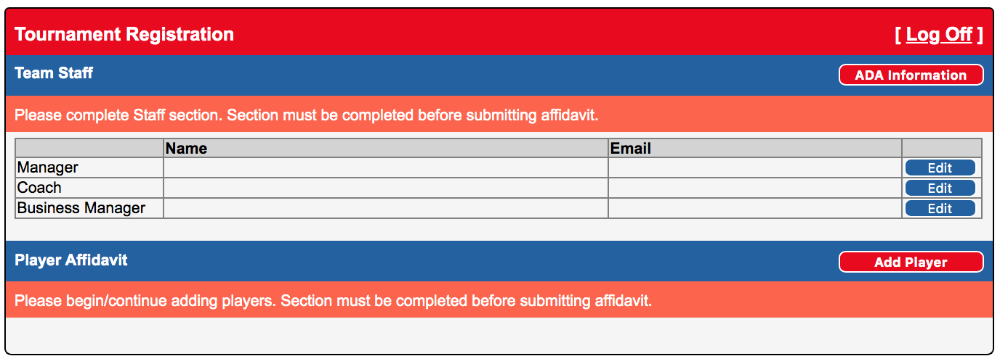 Tournament Registration [ Log Off ]
Team Staff ADA Information
Please complete Staff section. Section must be completed before submitting affidavit.
Name Email
Manager Edit
Coach Edit
Business Manager Edit
Player Affidavit Add Player
Please begin/continue adding players. Section must be completed before submitting affidavit.